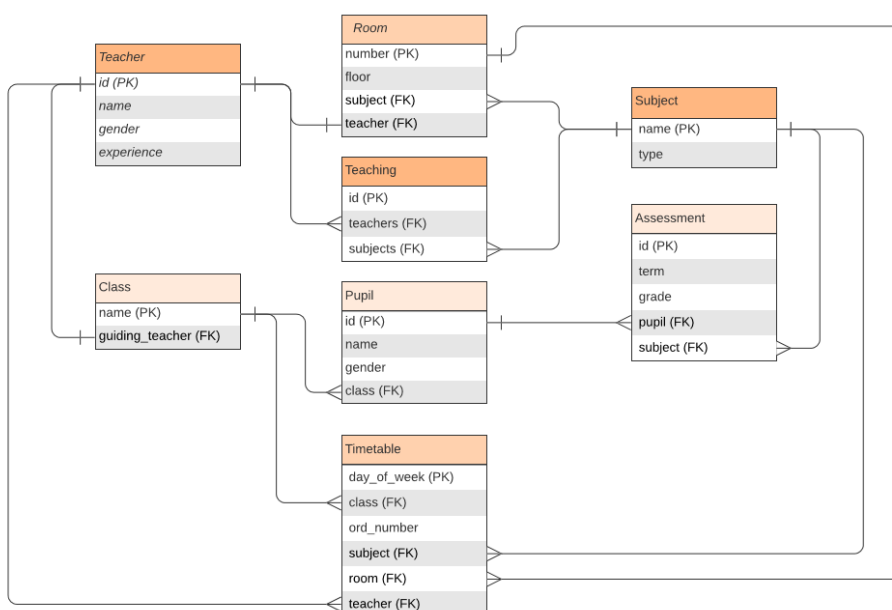 Teacher
id (PK)
name
gender
experience
Room
number (PK)
floor
subject (FK)
teacher (FK)
Subject
name (PK)
type
Teaching
id (PK)
teachers (FK)
subjects (FK)
Assessment
id (PK)
term
grade
pupil (FK)
subject (FK)
Class
name (PK)
guiding_teacher (FK)
Pupil
id (PK)
name
gender
class (FK)
Timetable
day_of_week (PK)
class (FK)
ord_number
subject (FK)
room (FK)
teacher (FK)